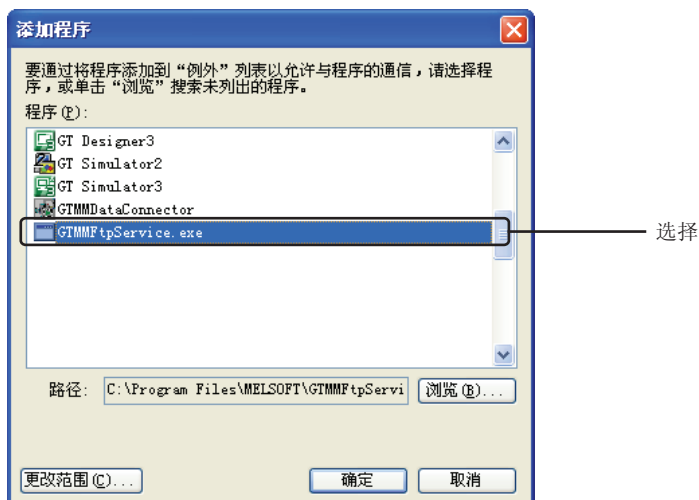 添加程序
要通过将程序添加到“例外”列表以允许与程序的通信，请选择程
序，或单击“浏览”搜索未列出的程序。
程序(P):
GT Designer3
GT Simulator2
GT Simulator3
GTMMDataConnector
GTMMFtpService.exe
选择
路径: C:\Program Files\MELSOFT\GTMMFtpServi 浏览(B)...
更改范围(C)... 确定 取消